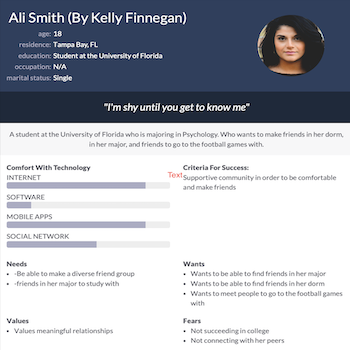 Ali Smith (By Kelly Finnegan)
age: 18
residence: Tampa Bay, FL
education: Student at the University of Florida
occupation: N/A
marital status: Single
"I'm shy until you get to know me"
A student at the University of Florida who is majoring in Psychology. Who wants to make friends in her dorm,
in her major, and friends to go to the football games with.
Comfort With Technology
INTERNET
SOFTWARE
MOBILE APPS
SOCIAL NETWORK
Text
Criteria For Success:
Supportive community in order to be comfortable
and make friends
Needs
-Be able to make a diverse friend group
-friends in her major to study with
Wants
Wants to be able to find friends in her major
Wants to be able to find friends in her dorm
Wants to meet people to go to the football games
with
Values
Values meaningful relationships
Fears
Not succeeding in college
Not connecting with her peers